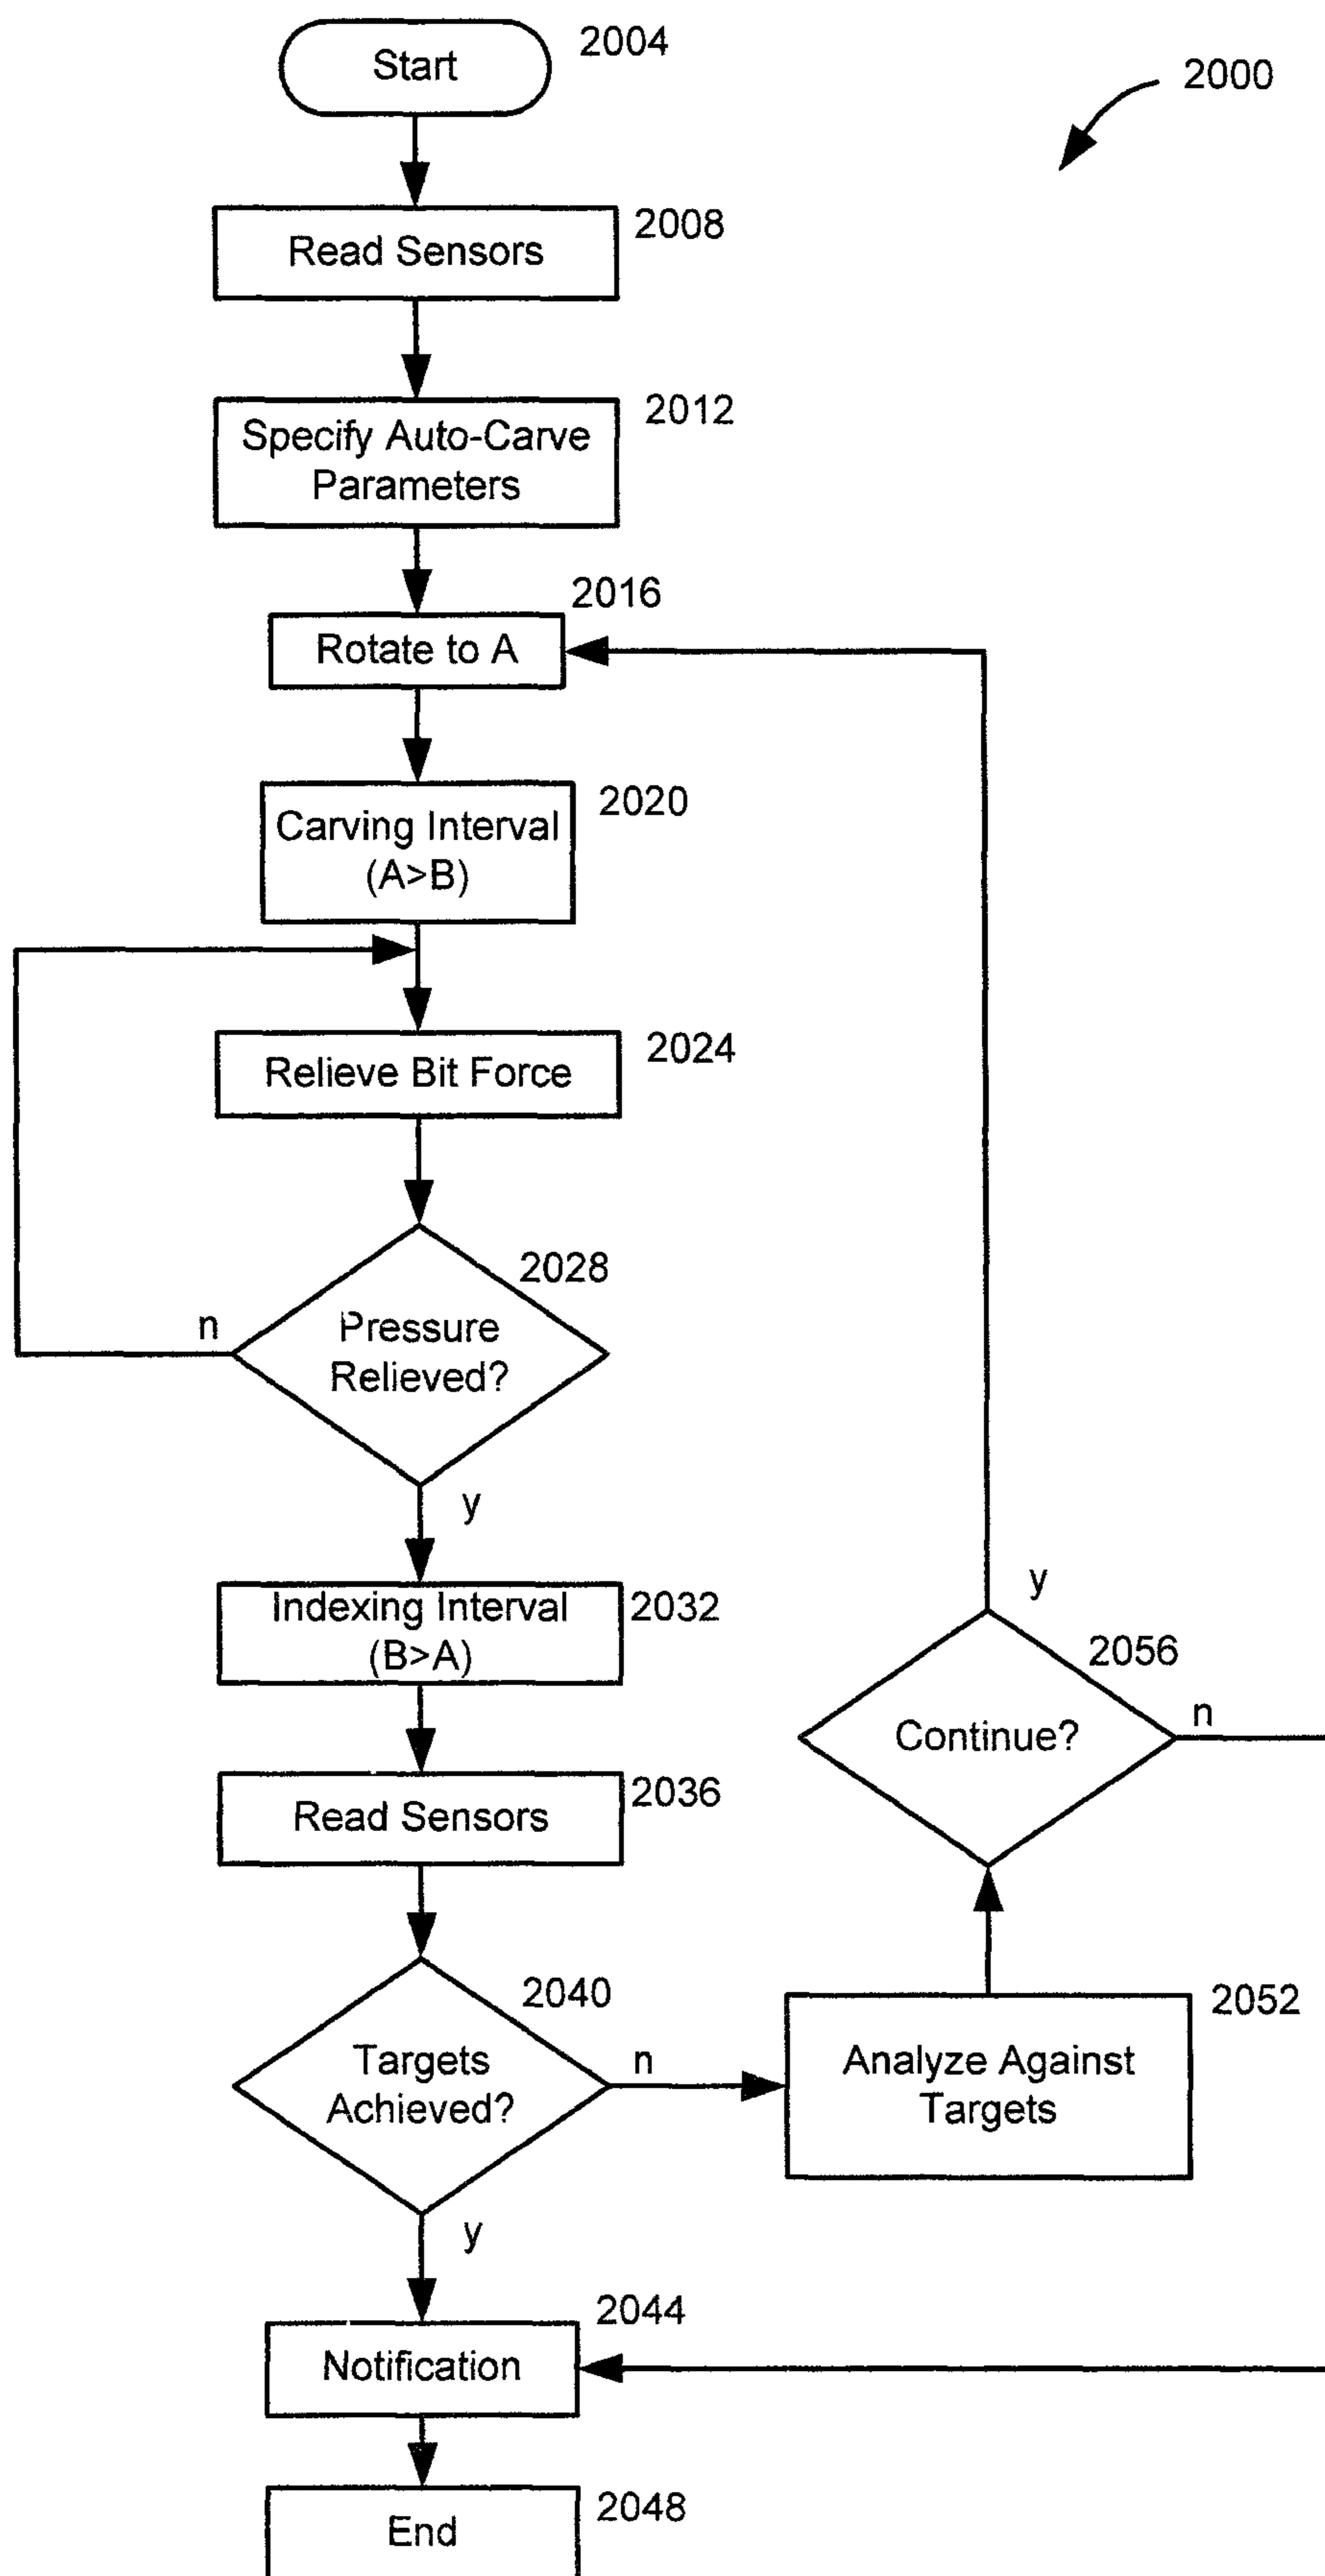 Start
2004
2000
Read Sensors
2008
Specify Auto-Carve
Parameters
2012
Rotate to A
2016
Carving Interval
(A>B)
2020
Relieve Bit Force
2024
Pressure
Relieved?
2028
n
y
Indexing Interval
(B>A)
2032
Read Sensors
2036
Targets
Achieved?
2040
n
y
Analyze Against
Targets
2052
Continue?
2056
y
n
Notification
2044
End
2048